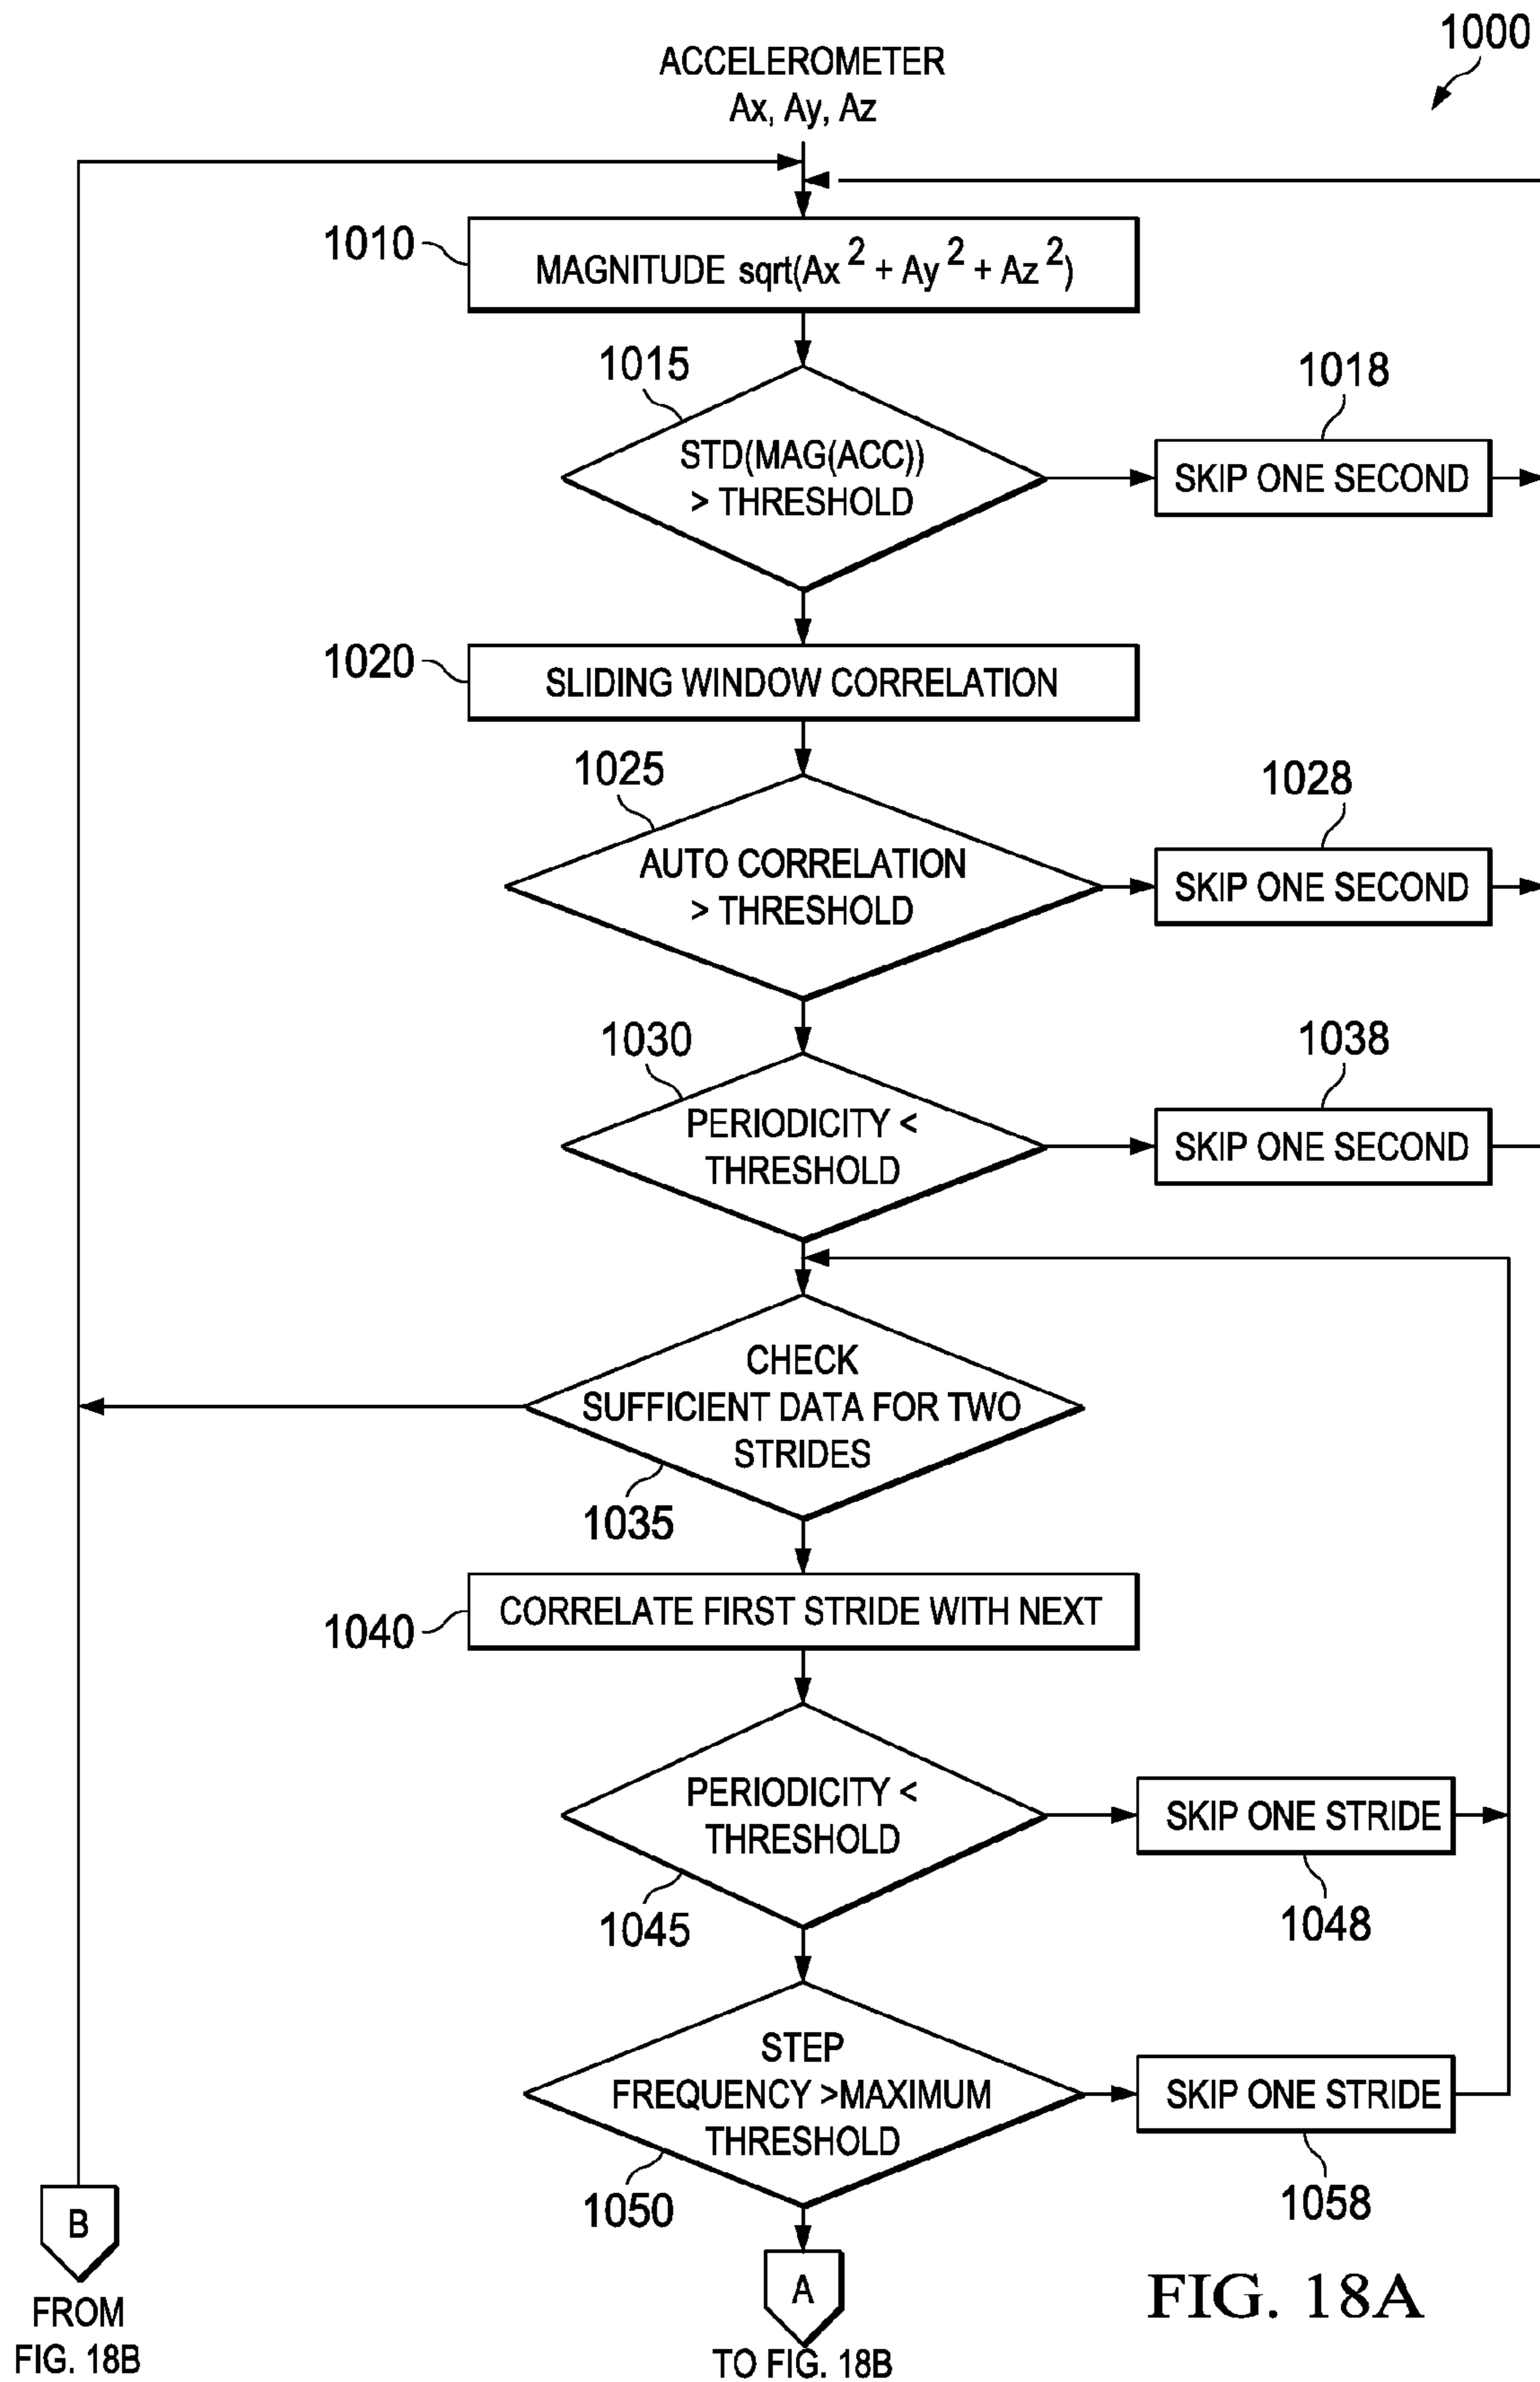 1000
ACCELEROMETER
Ax, Ay, Az
1010
MAGNITUDE sqrt(Ax 2 + Ay 2 + Az 2)
1015
STD(MAG(ACC))
> THRESHOLD
1018
SKIP ONE SECOND
1020
SLIDING WINDOW CORRELATION
1025
AUTO CORRELATION
> THRESHOLD
1028
SKIP ONE SECOND
1030
PERIODICITY <
THRESHOLD
1038
SKIP ONE SECOND
CHECK
SUFFICIENT DATA FOR TWO
STRIDES
1035
1040
CORRELATE FIRST STRIDE WITH NEXT
PERIODICITY <
THRESHOLD
1045
SKIP ONE STRIDE
1048
STEP
FREQUENCY >MAXIMUM
THRESHOLD
1050
SKIP ONE STRIDE
1058
B
FROM
FIG. 18B
A
TO FIG. 18B
FIG. 18A